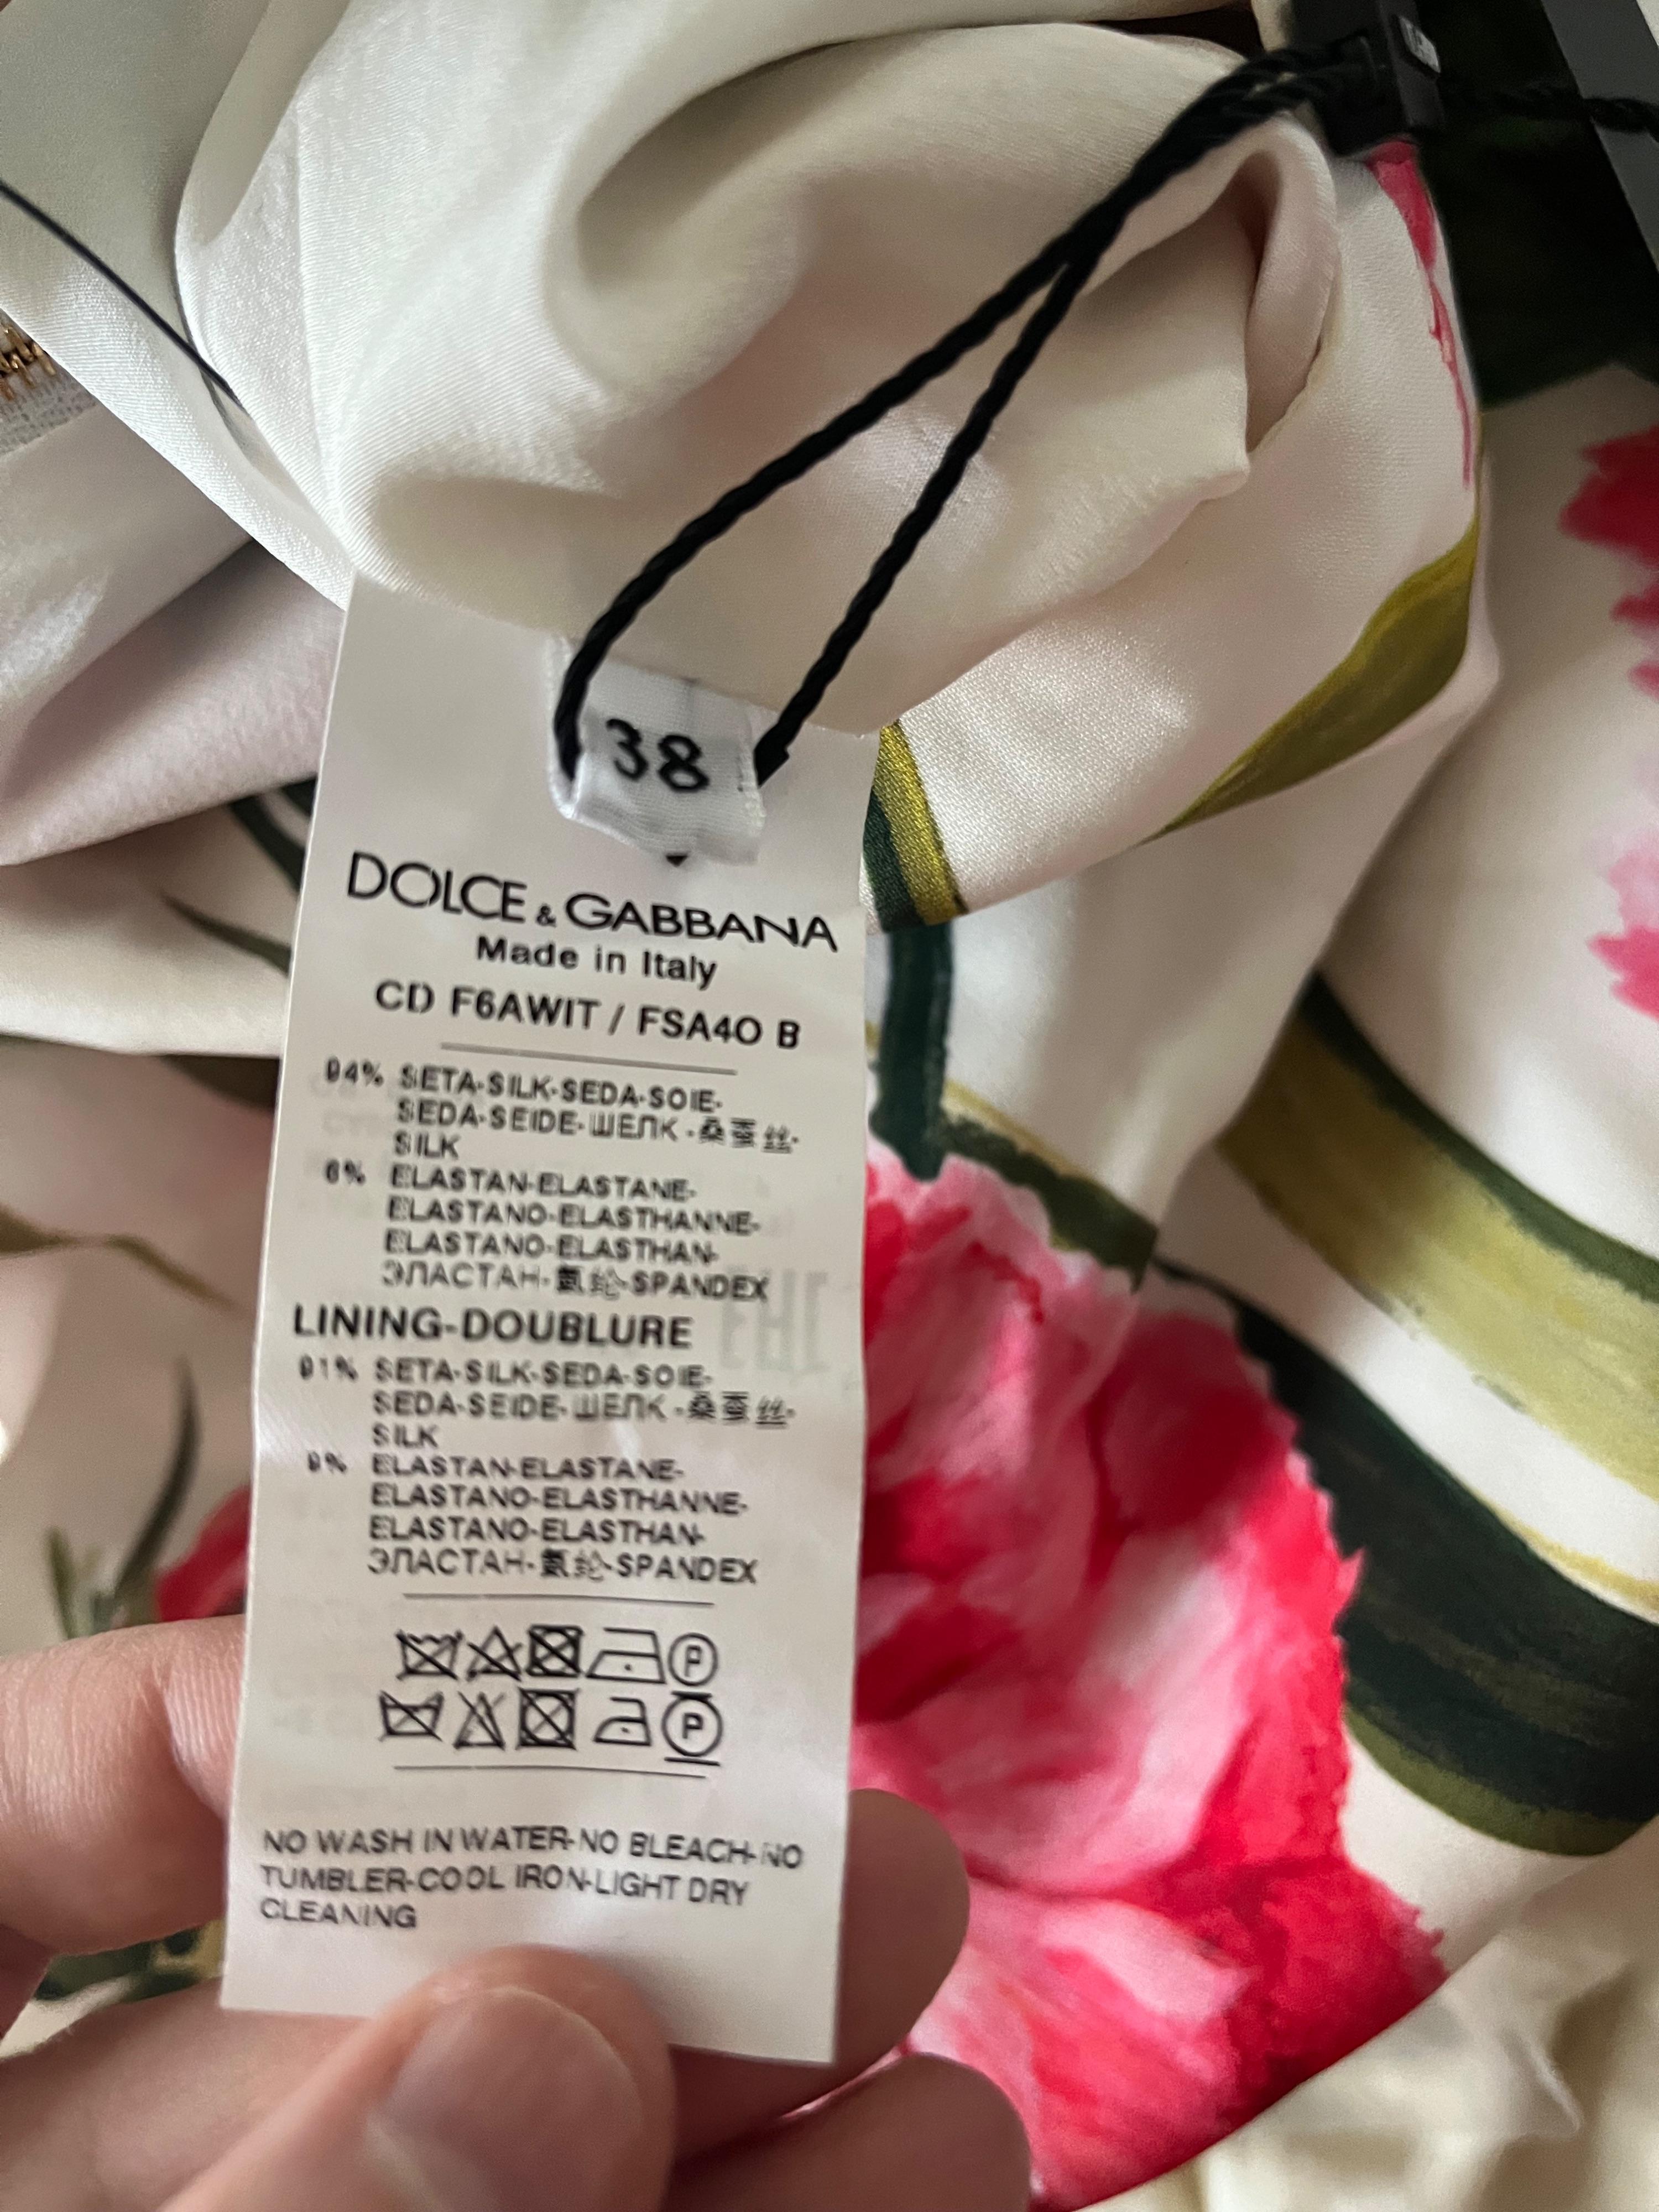 38
DOLCE & GABBANA
Made in Italy
CD F6AWIT / FSA4O B
94% SETA-SILK-SEDA-SOIE-
SEDA-SEIDE-ШЕЛК-桑蚕丝-
SILK
6% ELASTAN-ELASTANE-
ELASTANO-ELASTHANNE-
ELASTANO-ELASTHAN-
ЭЛАСТАН-氨纶-SPANDEX
LINING-DOUBLURE
91% SETA-SILK-SEDA-SOIE-
SEDA-SEIDE-ШЕЛК-桑蚕丝-
SILK
9% ELASTAN-ELASTANE-
ELASTANO-ELASTHANNE-
ELASTANO-ELASTHAN-
ЭЛАСТАН-氨纶-SPANDEX
P
P
NO WASH IN WATER-NO BLEACH-NO
TUMBLER-COOL IRON-LIGHT DRY
CLEANING